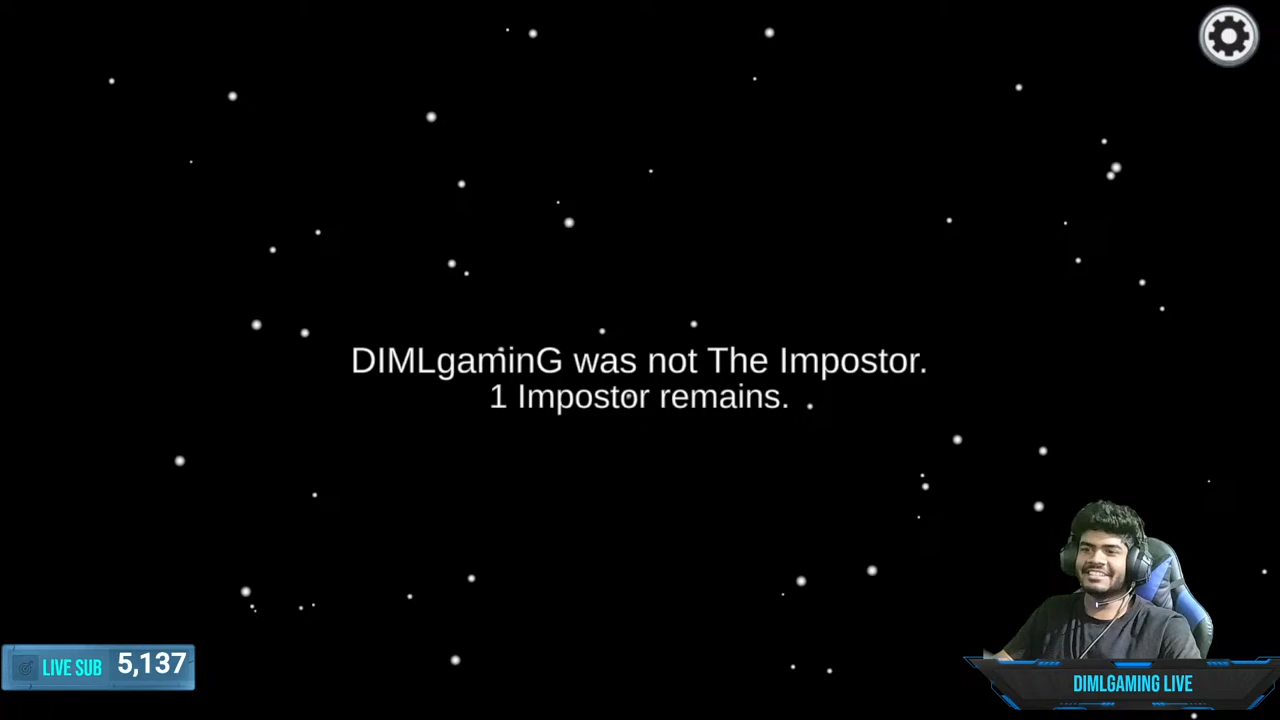 DIMLgaminG was not The Impostor.
1 Impostor remains.
LIVE SUB 5,137
DIMLGAMING LIVE